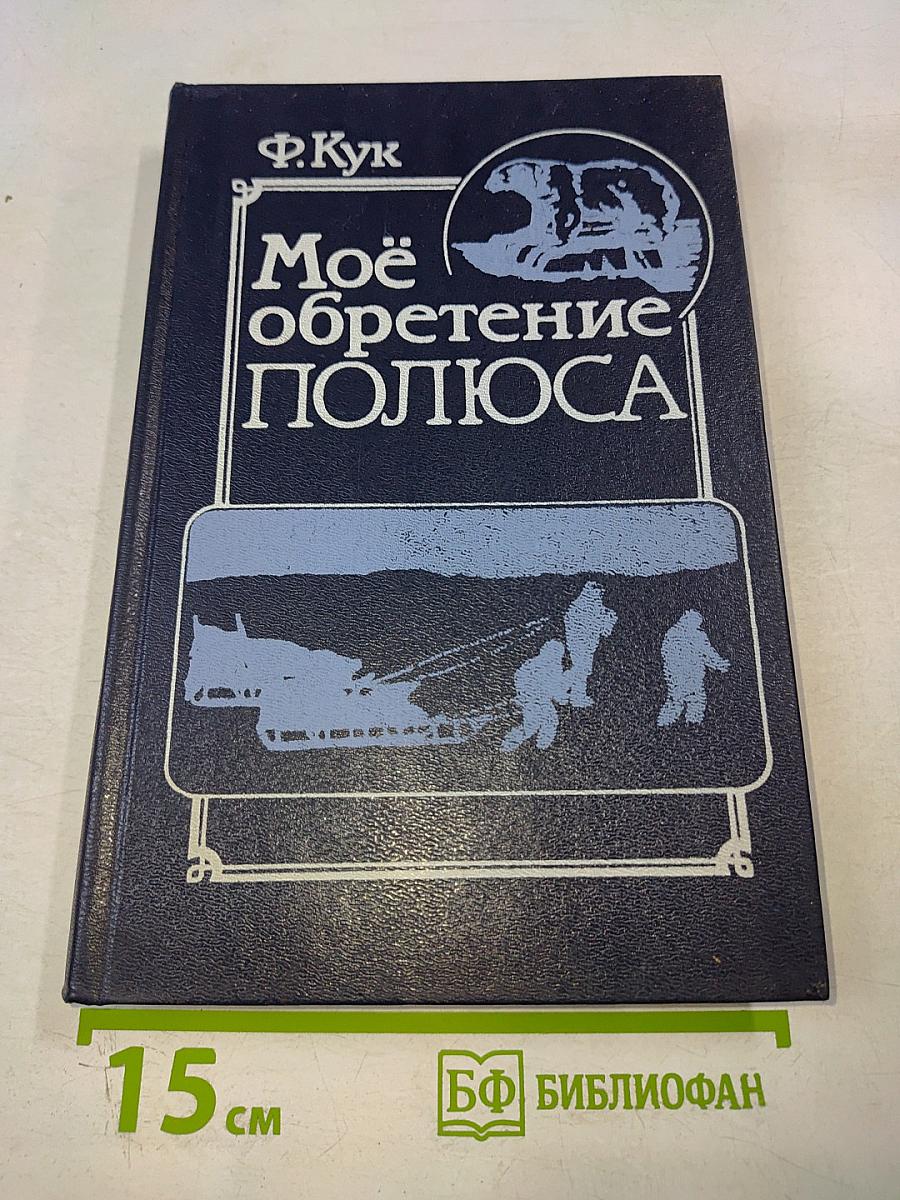 Ф. Кук
Моё
обретение
ПОЛЮСА
15 см
БФ БИБЛИОФАН